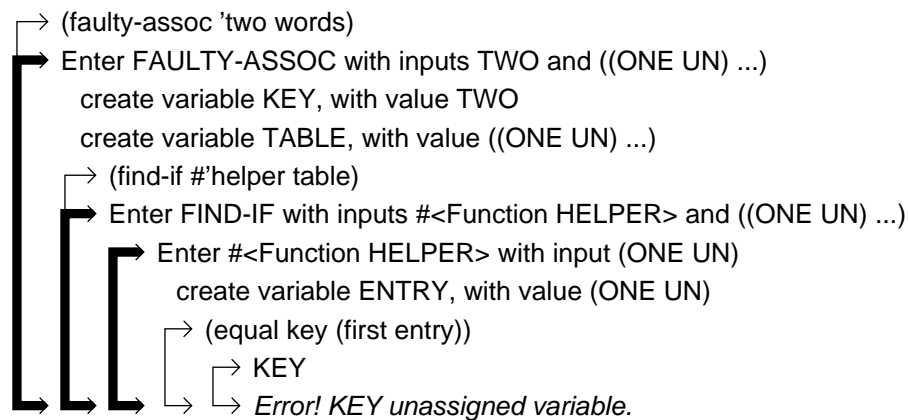 (faulty-assoc ’two words)
Enter FAULTY-ASSOC with inputs TWO and ((ONE UN) ...)
create variable KEY, with value TWO
create variable TABLE, with value ((ONE UN) ...)
(find-if #’helper table)
Enter FIND-IF with inputs #<Function HELPER> and ((ONE UN) ...)
Enter #<Function HELPER> with input (ONE UN)
create variable ENTRY, with value (ONE UN)
(equal key (first entry))
KEY
Error! KEY unassigned variable.